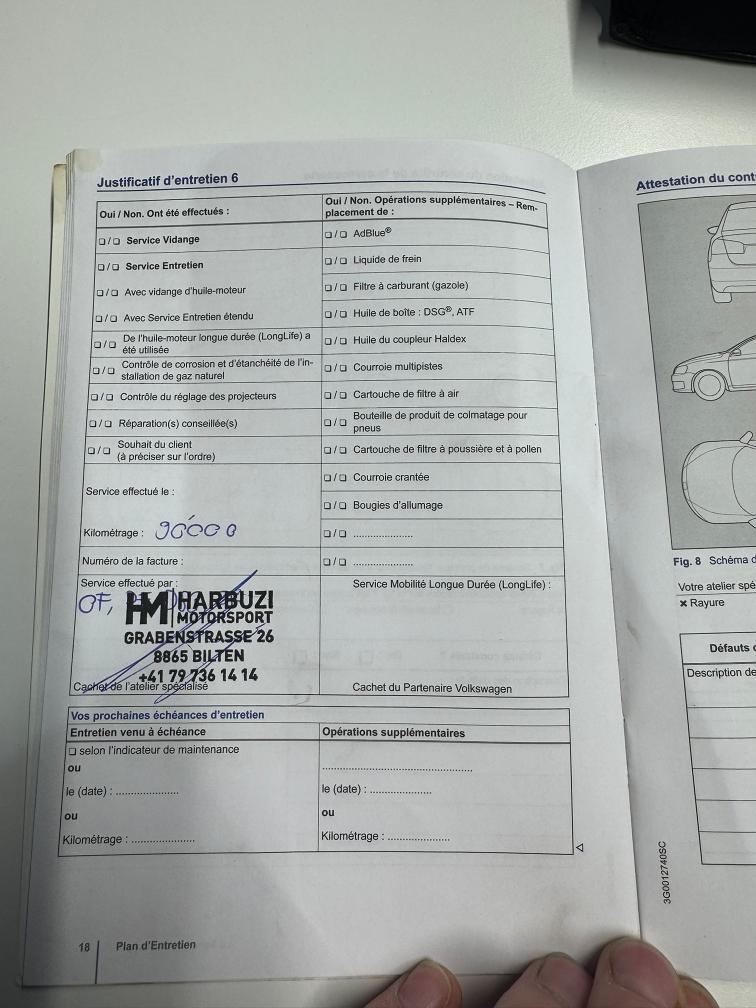 Justificatif d'entretien 6
Oui / Non. Ont été effectués :
❏ / ❏ Service Vidange
❏ / ❏ Service Entretien
❏ / ❏ Avec vidange d'huile-moteur
❏ / ❏ Avec Service Entretien étendu
❏ / ❏ De l'huile-moteur longue durée (LongLife) a
été utilisée
❏ / ❏ Contrôle de corrosion et d'étanchéité de l'in-
stallation de gaz naturel
❏ / ❏ Contrôle du réglage des projecteurs
❏ / ❏ Réparation(s) conseillée(s)
❏ / ❏ Souhait du client
(à préciser sur l'ordre)
Service effectué le :
Kilométrage : 90'000
Numéro de la facture :
Service effectué par :
OF,
HM HARBUZI
MOTORSPORT
GRABENSTRASSE 26
8865 BILTEN
+41 79 736 14 14
Cachet de l'atelier spécialisé
Oui / Non. Opérations supplémentaires – Rem-
placement de :
❏ / ❏ AdBlue®
❏ / ❏ Liquide de frein
❏ / ❏ Filtre à carburant (gazole)
❏ / ❏ Huile de boîte : DSG®, ATF
❏ / ❏ Huile du coupleur Haldex
❏ / ❏ Courroie multipistes
❏ / ❏ Cartouche de filtre à air
❏ / ❏ Bouteille de produit de colmatage pour
pneus
❏ / ❏ Cartouche de filtre à poussière et à pollen
❏ / ❏ Courroie crantée
❏ / ❏ Bougies d'allumage
❏ / ❏ .....................
❏ / ❏ .....................
Service Mobilité Longue Durée (LongLife) :
Cachet du Partenaire Volkswagen
Vos prochaines échéances d'entretien
Entretien venu à échéance
❏ selon l'indicateur de maintenance
ou
le (date) : .....................
ou
Kilométrage : .....................
Opérations supplémentaires
..................................................
le (date) : .....................
ou
Kilométrage : .....................
18 Plan d'Entretien
Attestation du cont
Fig. 8 Schéma d
Votre atelier spé
✖ Rayure
Défauts
Description de
3G0012740SC